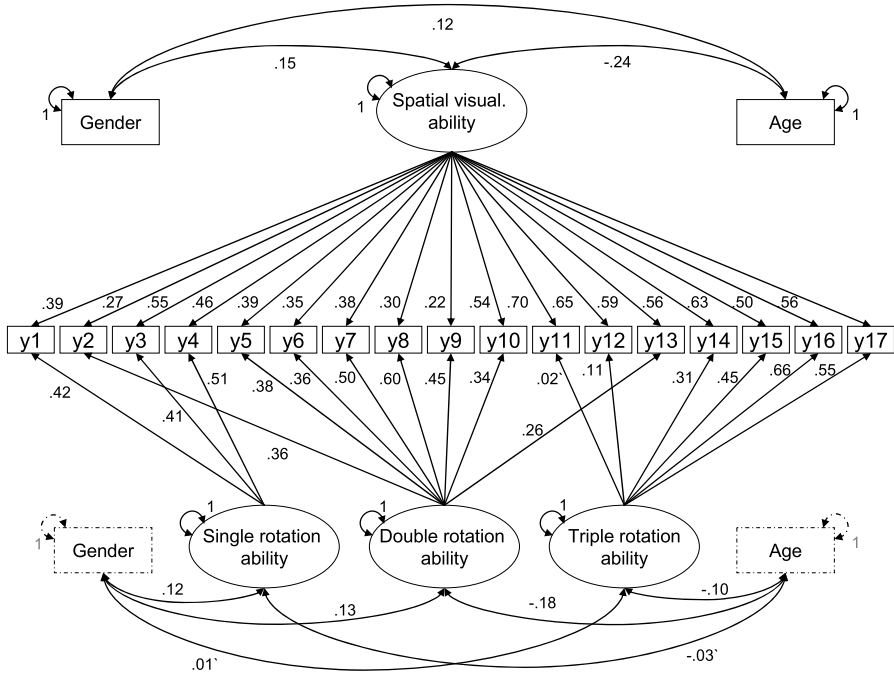 .12
.15
-.24
1
Gender
1
Spatial visual.
ability
Age
1
.39 .27 .55 .46 .39 .35 .38 .30 .22 .54 .70 .65 .59 .56 .63 .50 .56
y1 y2 y3 y4 y5 y6 y7 y8 y9 y10 y11 y12 y13 y14 y15 y16 y17
.42 .41 .51 .38 .36 .50 .60 .45 .34 .02` .11 .31 .45 .66 .55
.36
.26
1
Gender
1
Single rotation
ability
1
Double rotation
ability
1
Triple rotation
ability
Age
1
.12
.13
-.18
-.10
.01`
-.03`